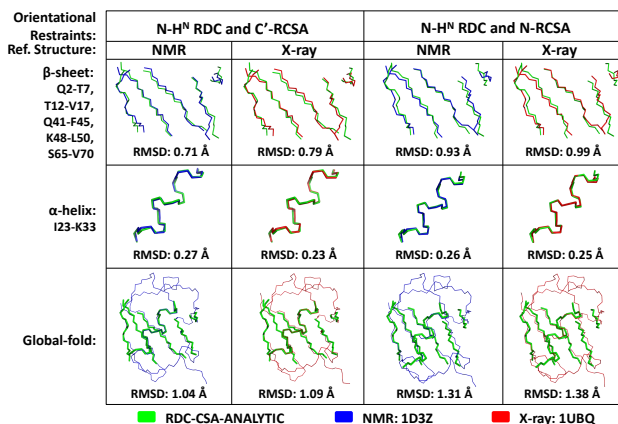 Orientational
Restraints:
N-Hᴺ RDC and C′-RCSA
N-Hᴺ RDC and N-RCSA
Ref. Structure:
NMR
X-ray
NMR
X-ray
β-sheet:
Q2-T7,
T12-V17,
Q41-F45,
K48-L50,
S65-V70
RMSD: 0.71 Å
RMSD: 0.79 Å
RMSD: 0.93 Å
RMSD: 0.99 Å
α-helix:
I23-K33
RMSD: 0.27 Å
RMSD: 0.23 Å
RMSD: 0.26 Å
RMSD: 0.25 Å
Global-fold:
RMSD: 1.04 Å
RMSD: 1.09 Å
RMSD: 1.31 Å
RMSD: 1.38 Å
RDC-CSA-ANALYTIC
NMR: 1D3Z
X-ray: 1UBQ